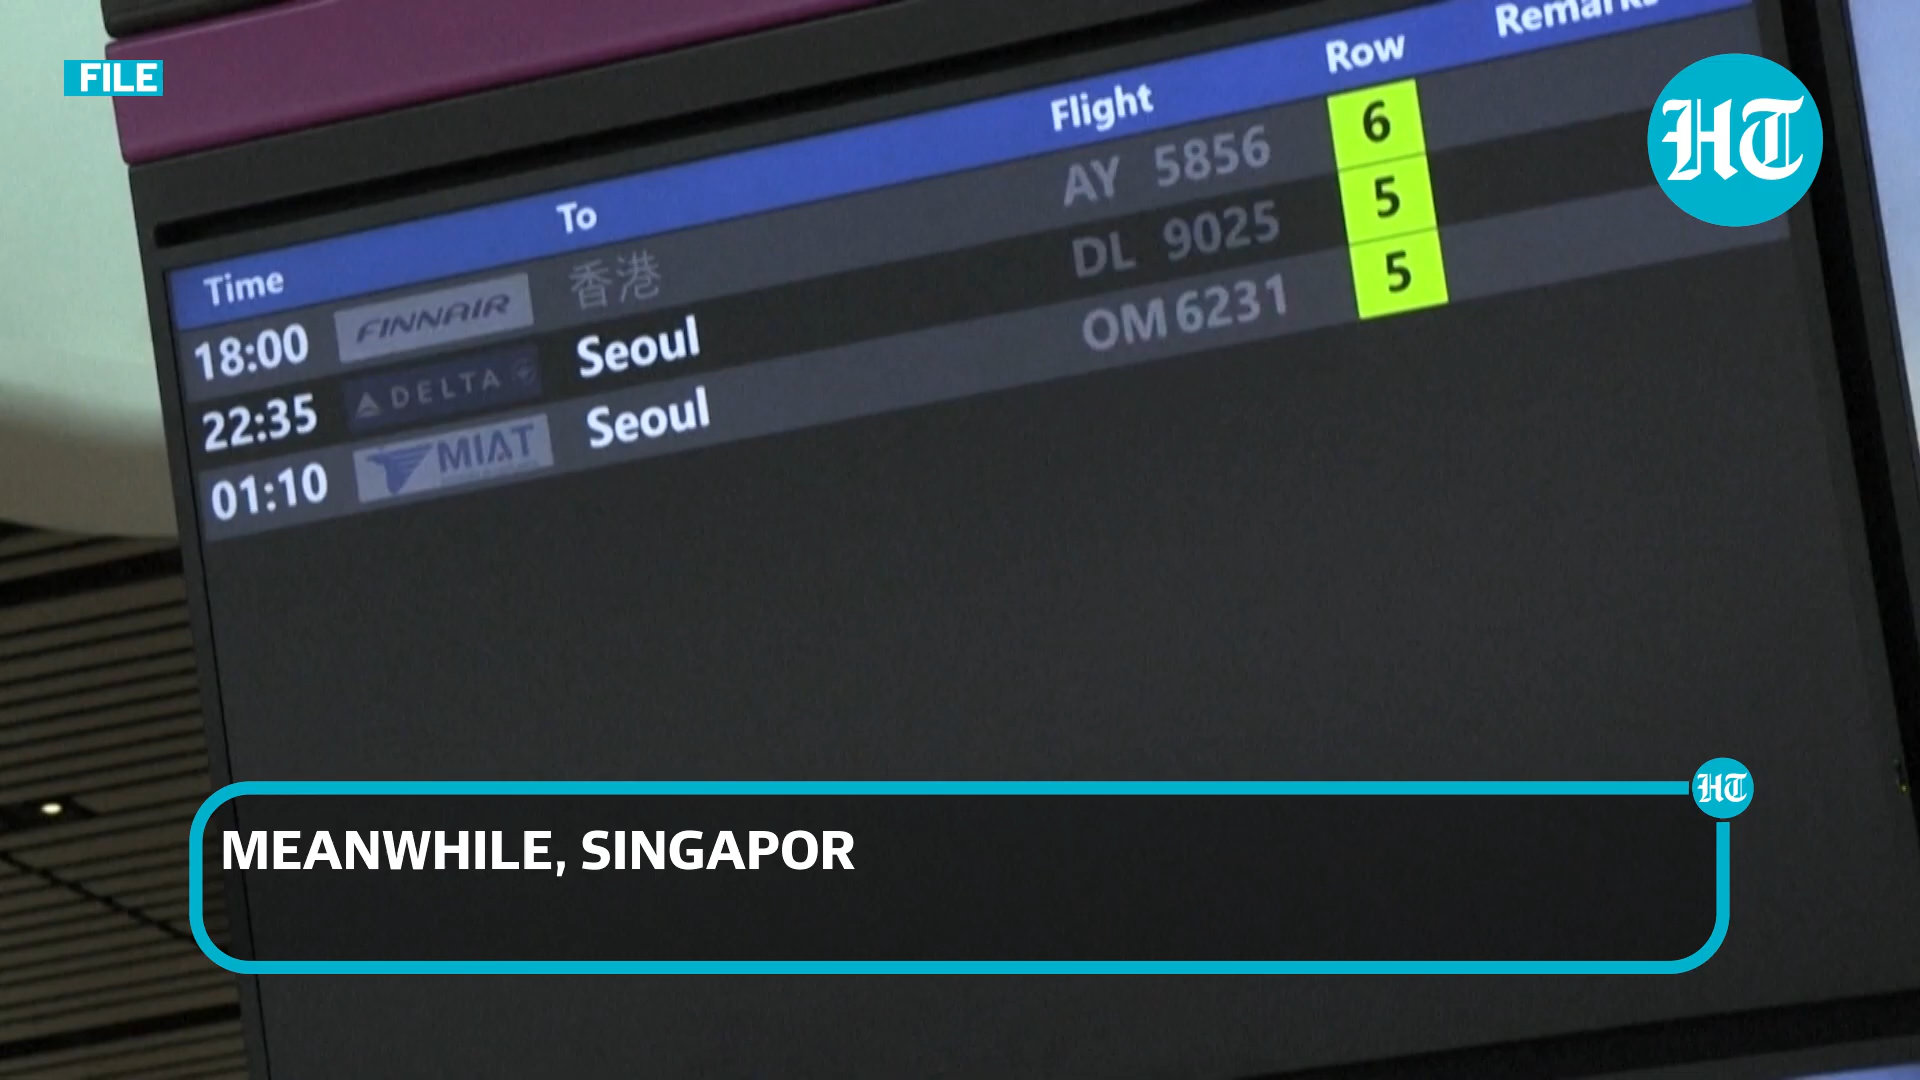 FILE
HT
Time To Flight Row Remarks
18:00 FINNAIR 香港 AY 5856 6
22:35 DELTA Seoul DL 9025 5
01:10 MIAT Seoul OM 6231 5
HT
MEANWHILE, SINGAPOR